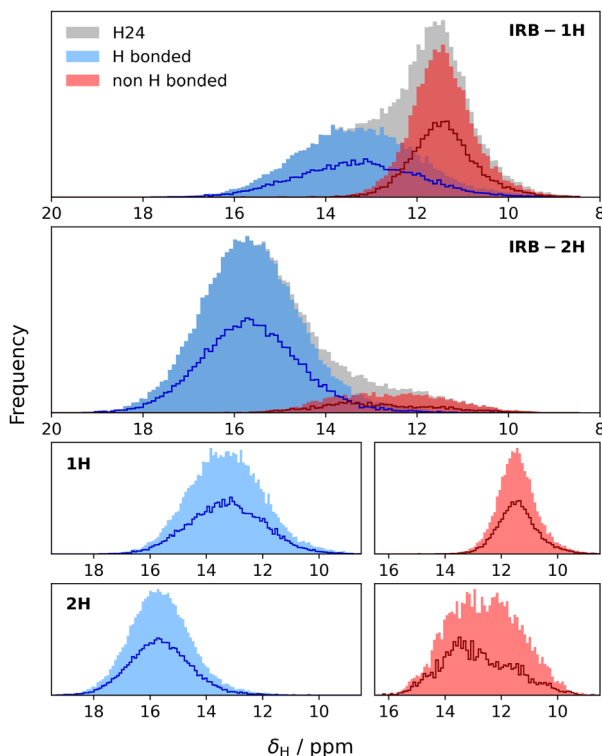 H24
H bonded
non H bonded
IRB – 1H
20 18 16 14 12 10 8
IRB – 2H
20 18 16 14 12 10 8
Frequency
1H
18 16 14 12 10
16 14 12 10
2H
18 16 14 12 10
16 14 12 10
δH / ppm